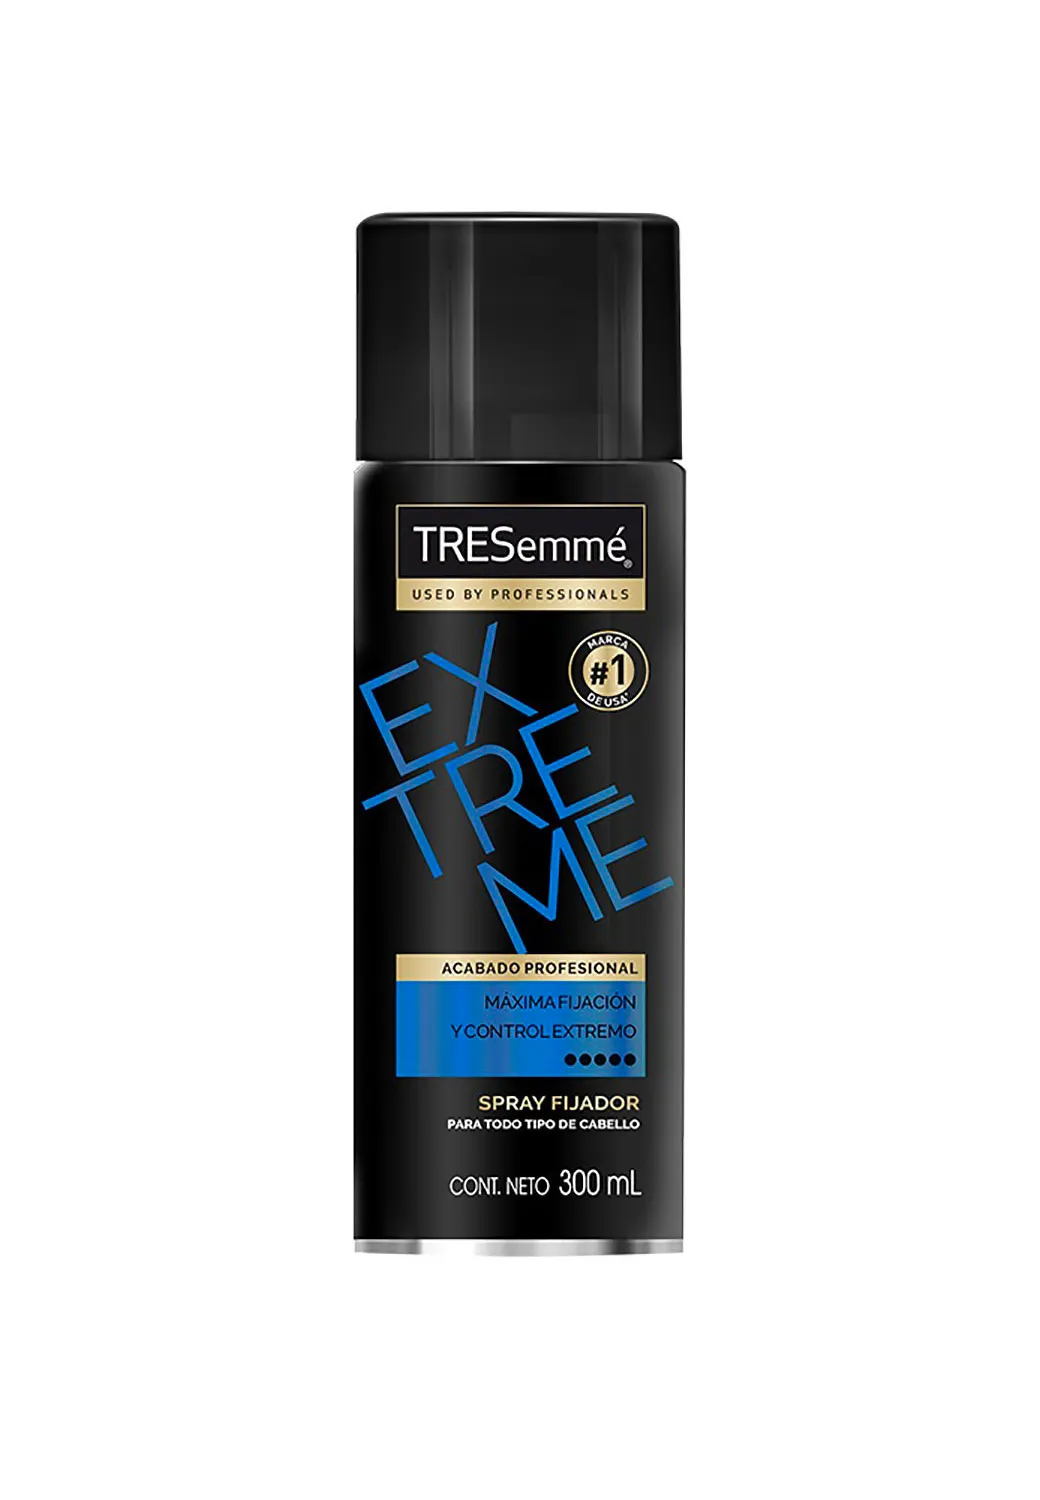 TRESemmé®
USED BY PROFESSIONALS
MARCA
#1
DE USA*
EX
TRE
ME
ACABADO PROFESIONAL
MÁXIMA FIJACIÓN
Y CONTROL EXTREMO
SPRAY FIJADOR
PARA TODO TIPO DE CABELLO
CONT. NETO 300 mL